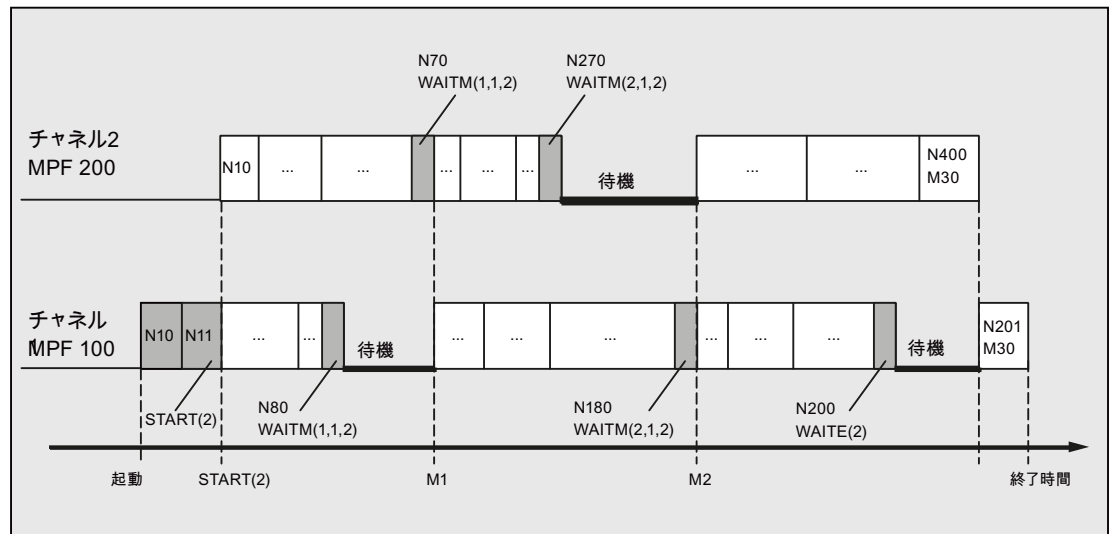 N70
WAITM(1,1,2)
N270
WAITM(2,1,2)
チャネル2
MPF 200
N10
...
...
...
...
...
待機
...
...
N400
M30
チャネル
1
MPF 100
N10
N11
...
...
待機
...
...
...
...
...
...
待機
N201
M30
START(2)
N80
WAITM(1,1,2)
N180
WAITM(2,1,2)
N200
WAITE(2)
起動
START(2)
M1
M2
終了時間